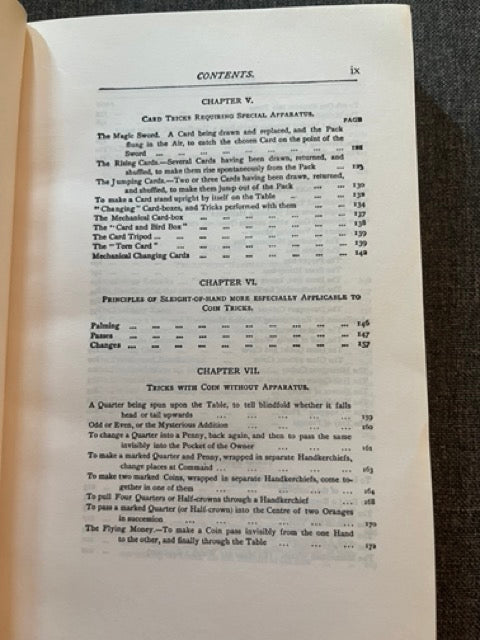 CONTENTS. ix
CHAPTER V.
CARD TRICKS REQUIRING SPECIAL APPARATUS.
PAGE
The Magic Sword. A Card being drawn and replaced, and the Pack
flung in the Air, to catch the chosen Card on the point of the
Sword ... ... ... ... ... ... ... ... ...
The Rising Cards.—Several Cards having been drawn, returned, and
shuffled, to make them rise spontaneously from the Pack ... 125
The Jumping Cards.—Two or three Cards having been drawn, returned,
and shuffled, to make them jump out of the Pack ... ... 130
To make a Card stand upright by itself on the Table ... ... ... 132
"Changing" Card-boxes, and Tricks performed with them ... ... 134
The Mechanical Card-box ... ... ... ... ... ... ... 137
The "Card and Bird Box" ... ... ... ... ... ... ... 138
The Card Tripod ... ... ... ... ... ... ... ... 139
The "Torn Card" ... ... ... ... ... ... ... ... 139
Mechanical Changing Cards ... ... ... ... ... ... ... 142
CHAPTER VI.
PRINCIPLES OF SLEIGHT-OF-HAND MORE ESPECIALLY APPLICABLE TO
COIN TRICKS.
Palming ... ... ... ... ... ... ... ... ... ... 146
Passes ... ... ... ... ... ... ... ... ... ... 147
Changes ... ... ... ... ... ... ... ... ... ... 157
CHAPTER VII.
TRICKS WITH COIN WITHOUT APPARATUS.
A Quarter being spun upon the Table, to tell blindfold whether it falls
head or tail upwards ... ... ... ... ... ... 159
Odd or Even, or the Mysterious Addition ... ... ... ... 160
To change a Quarter into a Penny, back again, and then to pass the same
invisibly into the Pocket of the Owner ... ... ... ... 161
To make a marked Quarter and Penny, wrapped in separate Handkerchiefs,
change places at Command ... ... ... ... ... ... 163
To make two marked Coins, wrapped in separate Handkerchiefs, come to-
gether in one of them ... ... ... ... ... ... 164
To pull Four Quarters or Half-crowns through a Handkerchief ... ... 168
To pass a marked Quarter (or Half-crown) into the Centre of two Oranges
in succession ... ... ... ... ... ... ... 170
The Flying Money.—To make a Coin pass invisibly from the one Hand
to the other, and finally through the Table ... ... ... 172